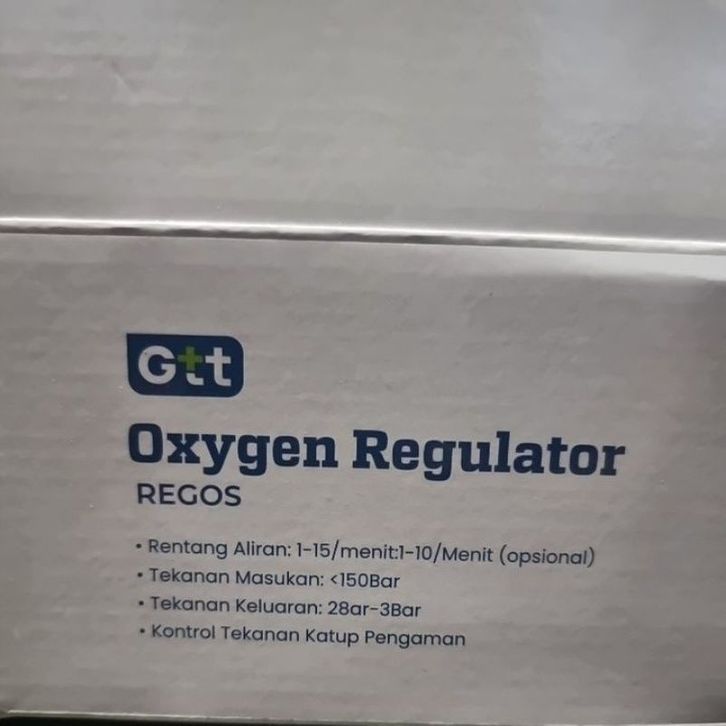 Gtt
Oxygen Regulator
REGOS
• Rentang Aliran: 1-15/menit:1-10/Menit (opsional)
• Tekanan Masukan: <150Bar
• Tekanan Keluaran: 28ar-3Bar
• Kontrol Tekanan Katup Pengaman